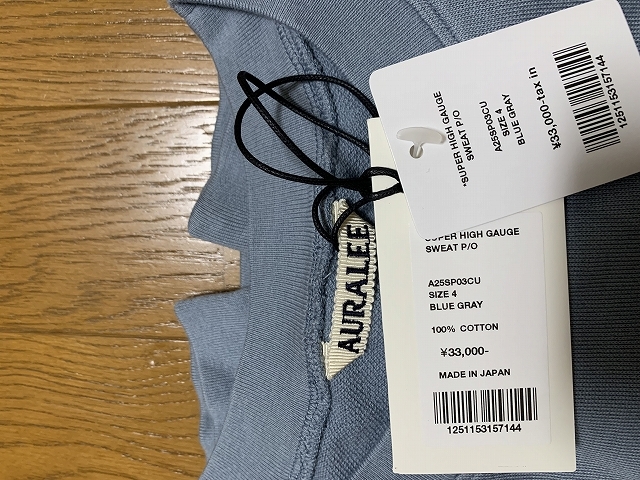 *SUPER HIGH GAUGE
SWEAT P/O
A25SP03CU
SIZE 4
BLUE GRAY
¥33,000-tax in
1251153157144
AURALEE
SUPER HIGH GAUGE
SWEAT P/O
A25SP03CU
SIZE 4
BLUE GRAY
100% COTTON
¥33,000-
MADE IN JAPAN
1251153157144